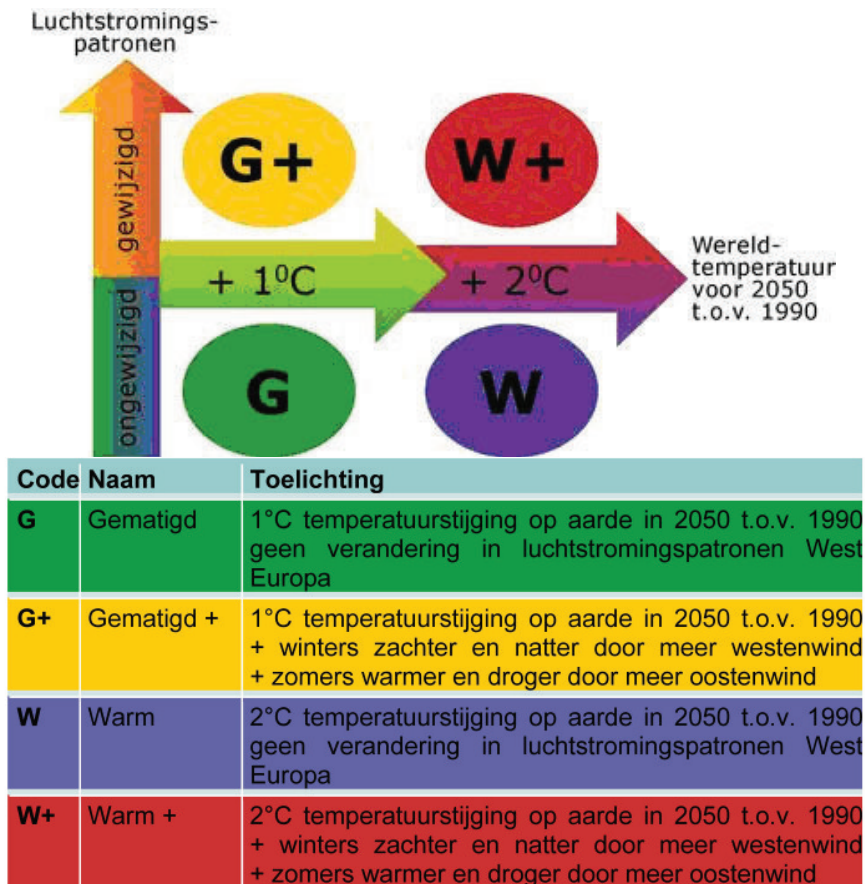 Luchtstromings-
patronen
gewijzigd
ongewijzigd
G+
W+
+ 1⁰C
+ 2⁰C
Wereld-
temperatuur
voor 2050
t.o.v. 1990
G
W
Code Naam Toelichting
G Gematigd 1°C temperatuurstijging op aarde in 2050 t.o.v. 1990
geen verandering in luchtstromingspatronen West
Europa
G+ Gematigd + 1°C temperatuurstijging op aarde in 2050 t.o.v. 1990
+ winters zachter en natter door meer westenwind
+ zomers warmer en droger door meer oostenwind
W Warm 2°C temperatuurstijging op aarde in 2050 t.o.v. 1990
geen verandering in luchtstromingspatronen West
Europa
W+ Warm + 2°C temperatuurstijging op aarde in 2050 t.o.v. 1990
+ winters zachter en natter door meer westenwind
+ zomers warmer en droger door meer oostenwind